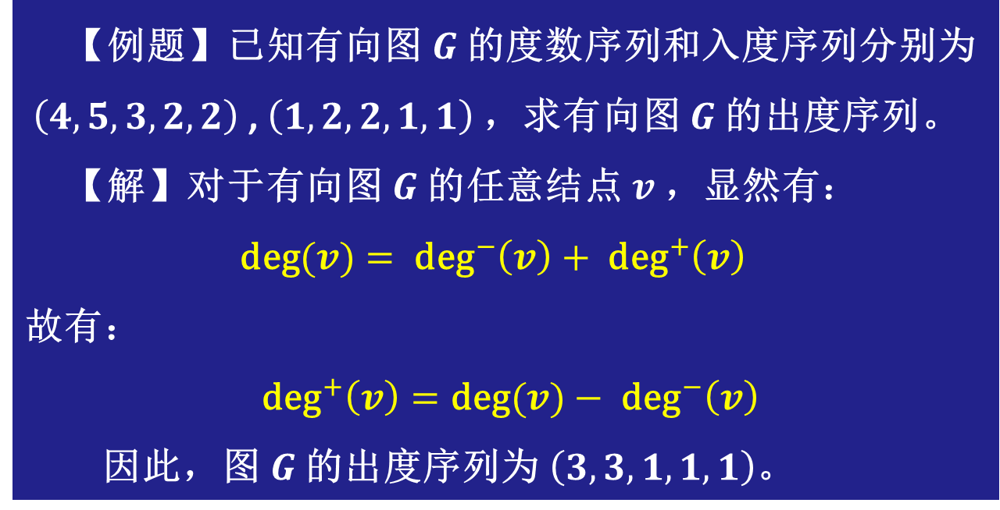 【例题】已知有向图 G 的度数序列和入度序列分别为
(4,5,3,2,2) , (1,2,2,1,1)，求有向图 G 的出度序列。
【解】对于有向图 G 的任意结点 v ，显然有：
deg(v) = deg⁻(v) + deg⁺(v)
故有：
deg⁺(v) = deg(v) − deg⁻(v)
因此，图 G 的出度序列为 (3,3,1,1,1)。